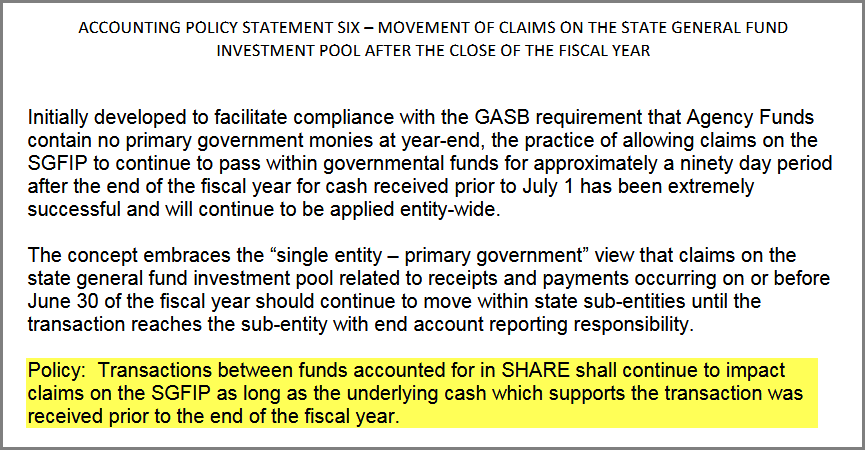 ACCOUNTING POLICY STATEMENT SIX – MOVEMENT OF CLAIMS ON THE STATE GENERAL FUND
INVESTMENT POOL AFTER THE CLOSE OF THE FISCAL YEAR
Initially developed to facilitate compliance with the GASB requirement that Agency Funds
contain no primary government monies at year-end, the practice of allowing claims on the
SGFIP to continue to pass within governmental funds for approximately a ninety day period
after the end of the fiscal year for cash received prior to July 1 has been extremely
successful and will continue to be applied entity-wide.
The concept embraces the “single entity – primary government” view that claims on the
state general fund investment pool related to receipts and payments occurring on or before
June 30 of the fiscal year should continue to move within state sub-entities until the
transaction reaches the sub-entity with end account reporting responsibility.
Policy:  Transactions between funds accounted for in SHARE shall continue to impact
claims on the SGFIP as long as the underlying cash which supports the transaction was
received prior to the end of the fiscal year.